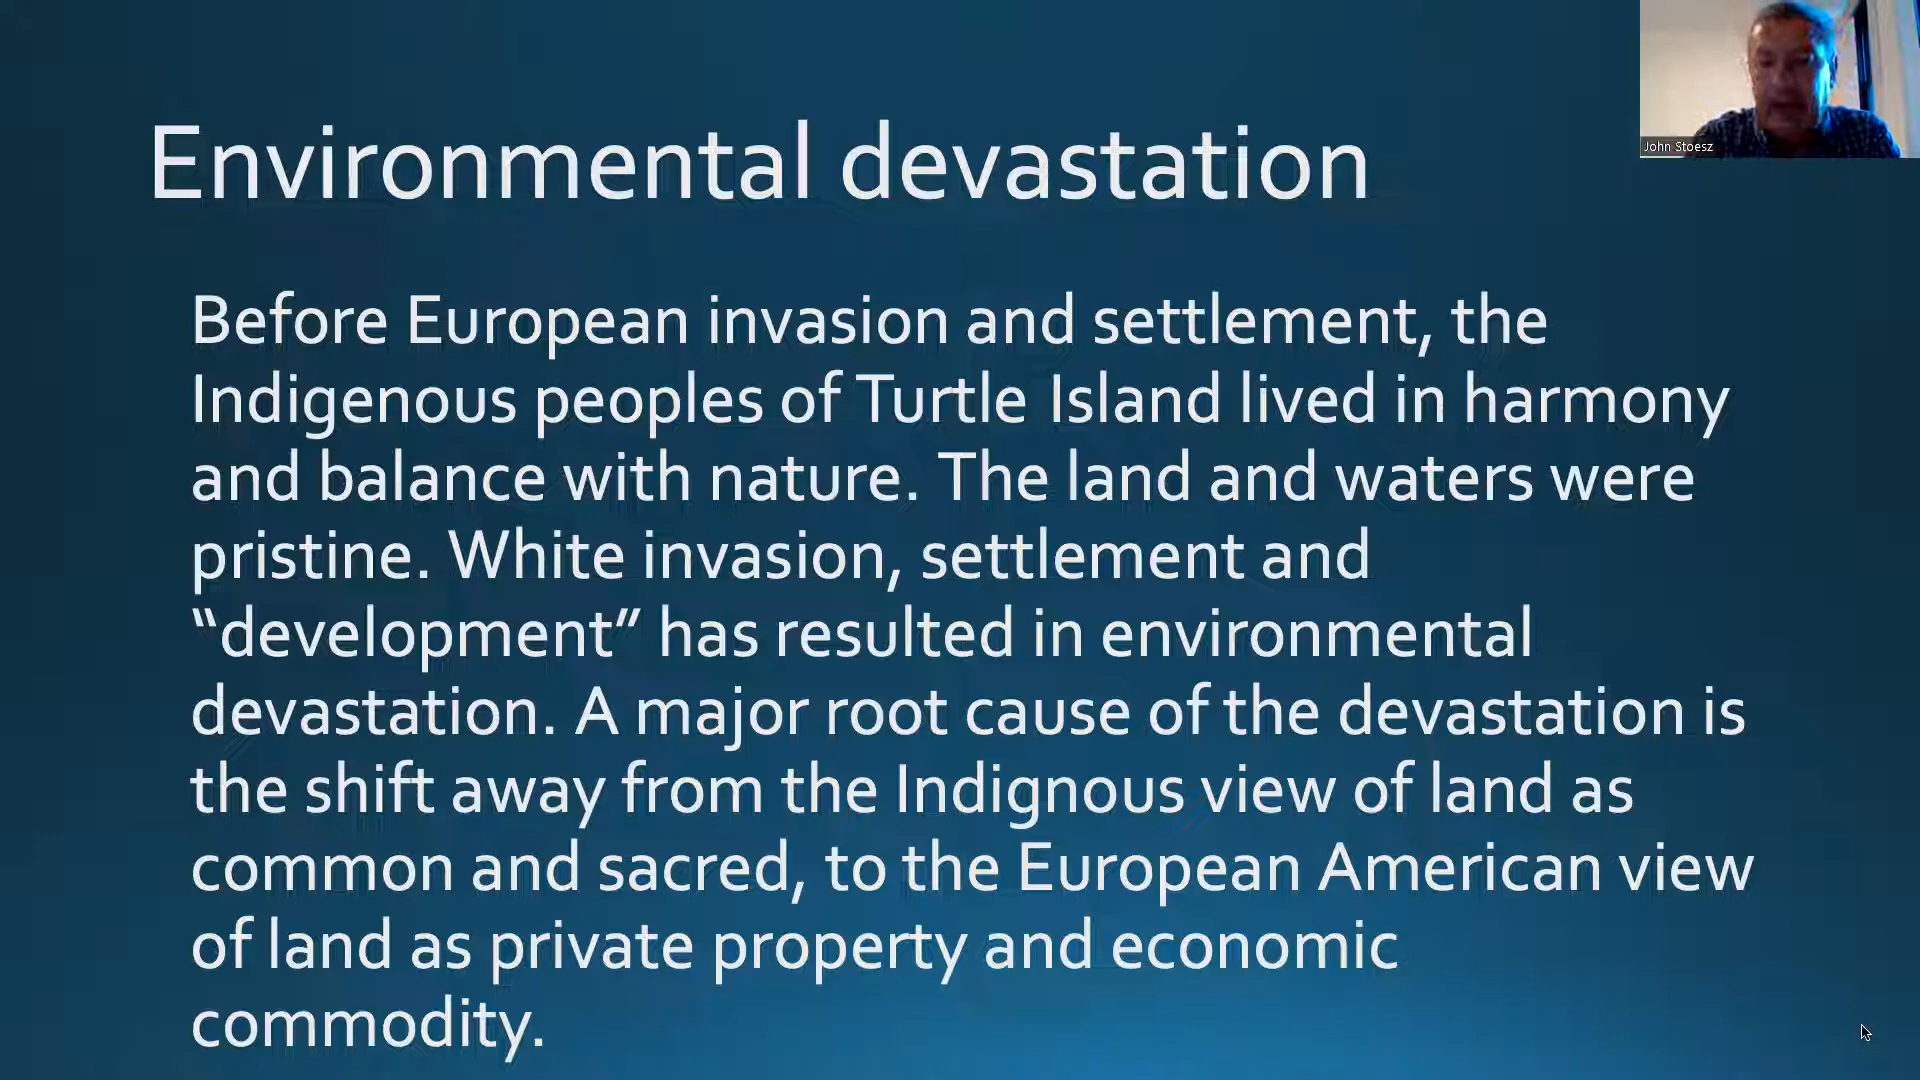 John Stoesz
Environmental devastation
Before European invasion and settlement, the
Indigenous peoples of Turtle Island lived in harmony
and balance with nature. The land and waters were
pristine. White invasion, settlement and
“development” has resulted in environmental
devastation. A major root cause of the devastation is
the shift away from the Indignous view of land as
common and sacred, to the European American view
of land as private property and economic
commodity.